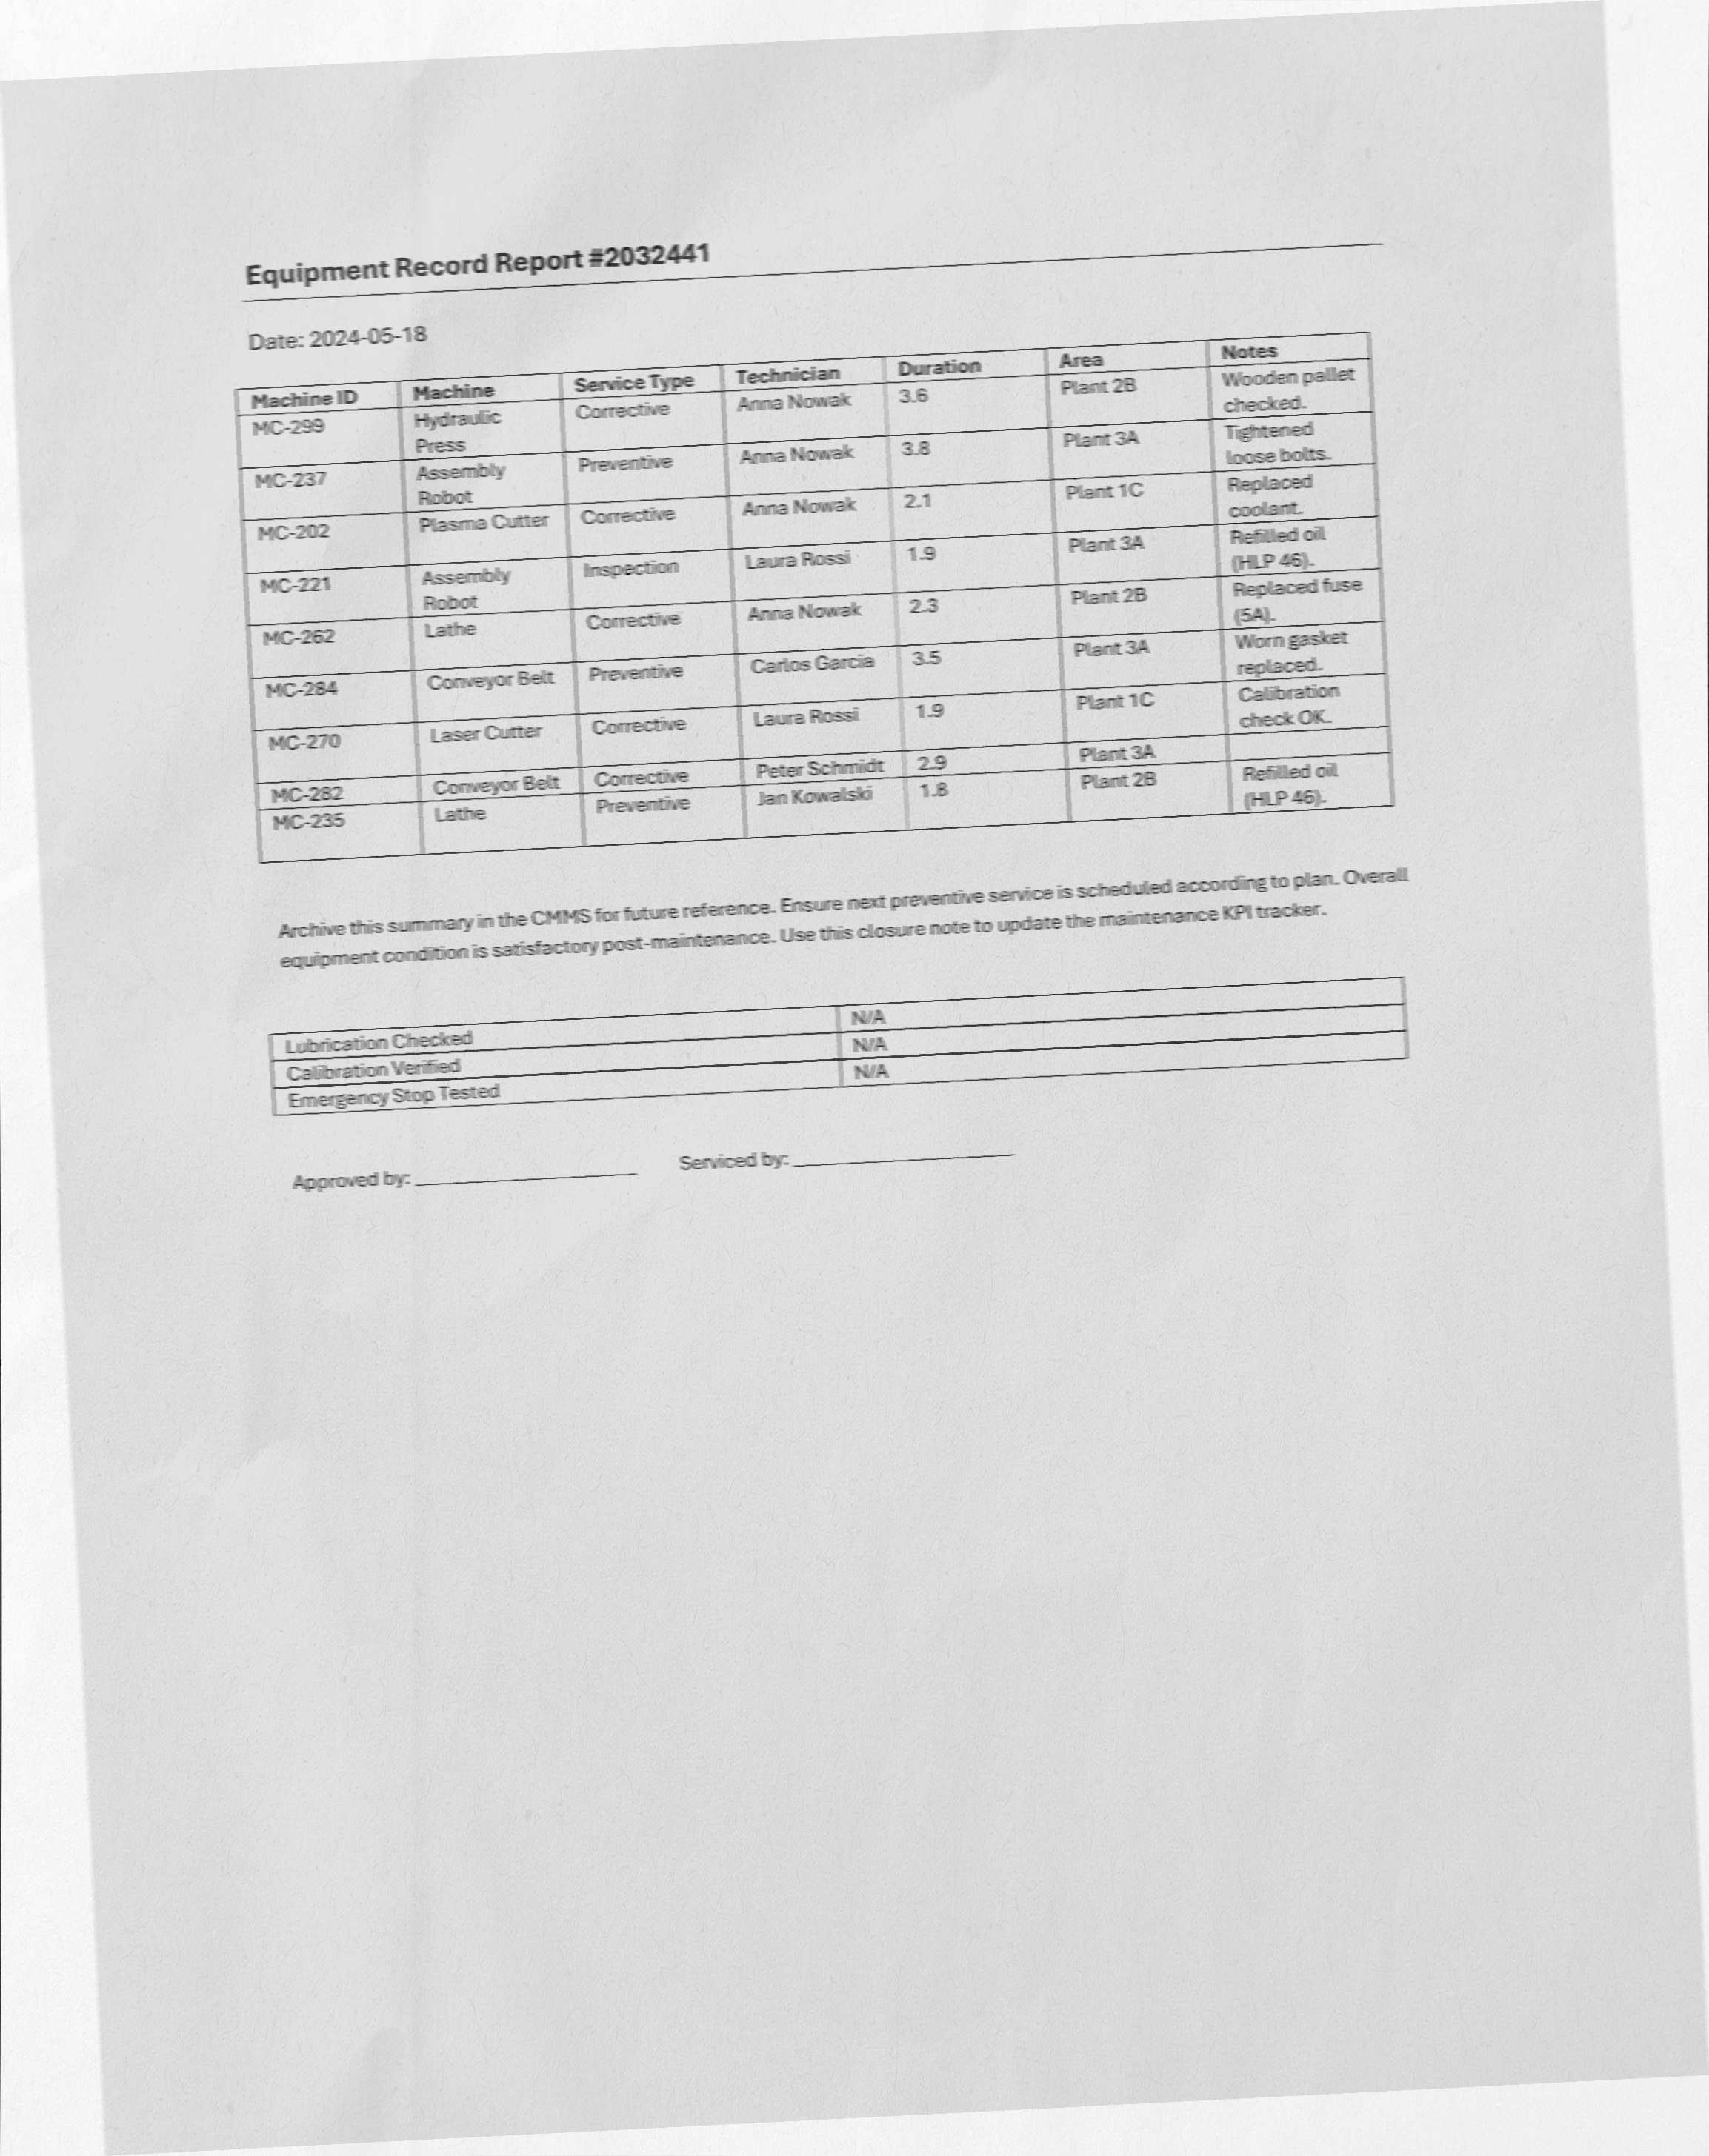 Equipment Record Report #2032441
Date: 2024-05-18
Machine ID Machine Service Type Technician Duration Area Notes
MC-299 Hydraulic Press Corrective Anna Nowak 3.6 Plant 2B Wooden pallet checked.
MC-237 Assembly Robot Preventive Anna Nowak 3.8 Plant 3A Tightened loose bolts.
MC-202 Plasma Cutter Corrective Anna Nowak 2.1 Plant 1C Replaced coolant.
MC-221 Assembly Robot Inspection Laura Rossi 1.9 Plant 3A Refilled oil (HLP 46).
MC-262 Lathe Corrective Anna Nowak 2.3 Plant 2B Replaced fuse (5A).
MC-284 Conveyor Belt Preventive Carlos Garcia 3.5 Plant 3A Worn gasket replaced.
MC-270 Laser Cutter Corrective Laura Rossi 1.9 Plant 1C Calibration check OK.
MC-282 Conveyor Belt Corrective Peter Schmidt 2.9 Plant 3A
MC-235 Lathe Preventive Jan Kowalski 1.8 Plant 2B Refilled oil (HLP 46).
Archive this summary in the CMMS for future reference. Ensure next preventive service is scheduled according to plan. Overall
equipment condition is satisfactory post-maintenance. Use this closure note to update the maintenance KPI tracker.
Lubrication Checked N/A
Calibration Verified N/A
Emergency Stop Tested N/A
Approved by: Serviced by: